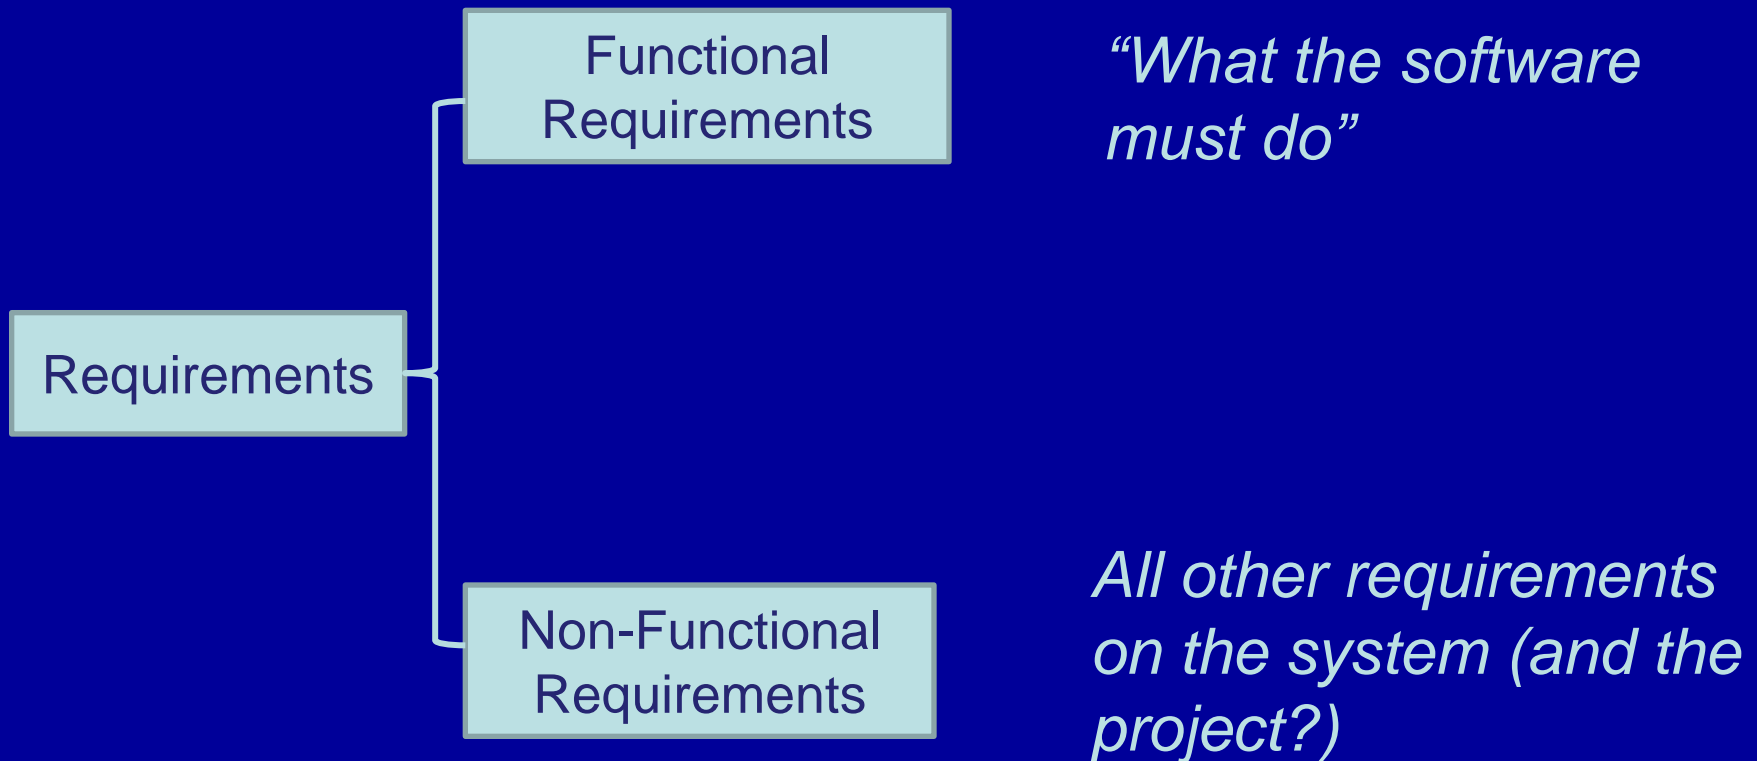 Functional
Requirements
“What the software
must do”
Requirements
Non-Functional
Requirements
All other requirements
on the system (and the
project?)